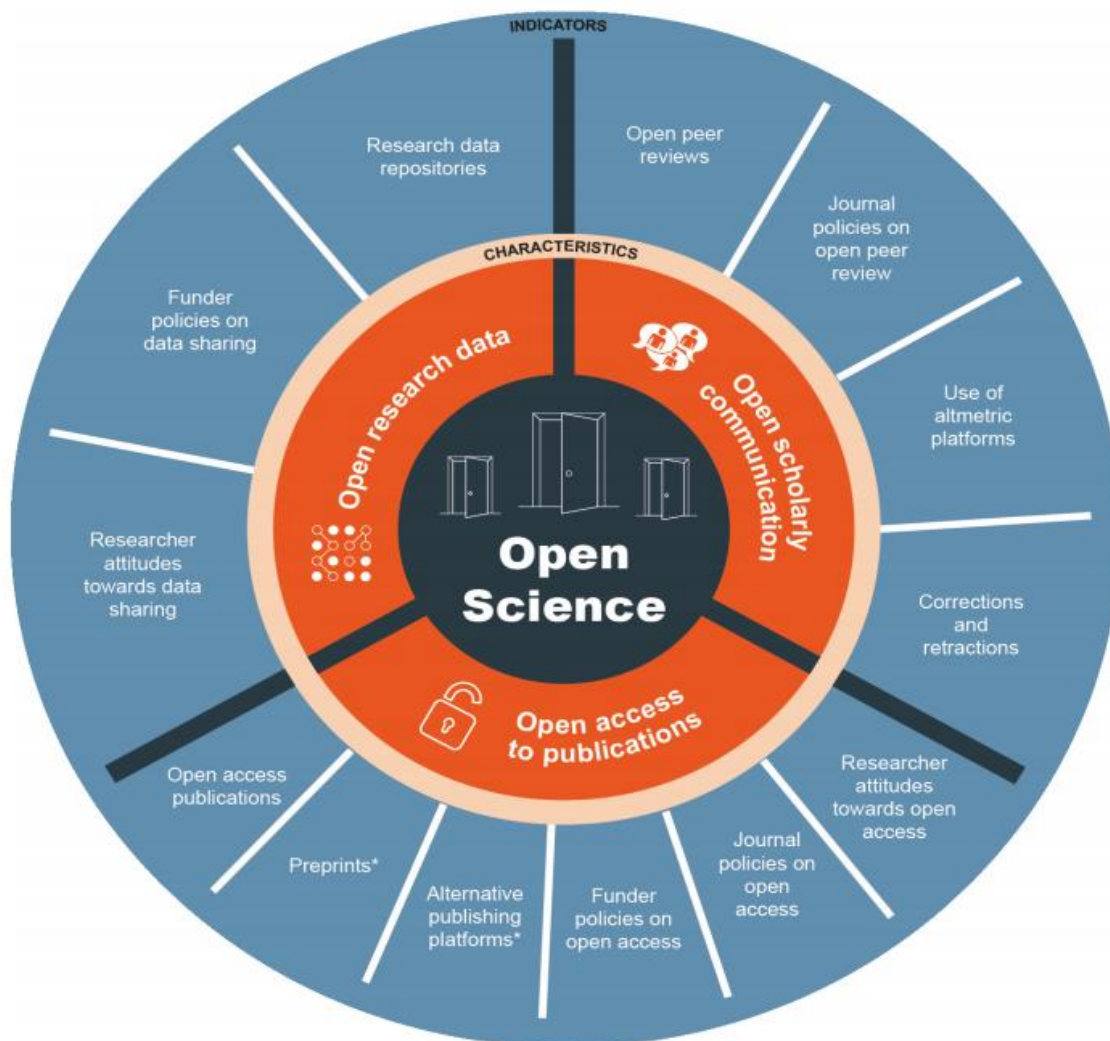 INDICATORS
Research data
repositories
Open peer
reviews
Journal
policies on
open peer
review
Use of
altmetric
platforms
Corrections
and
retractions
Researcher
attitudes
towards open
access
Journal
policies on
open
access
Funder
policies on
open access
Alternative
publishing
platforms*
Preprints*
Open access
publications
Researcher
attitudes
towards data
sharing
Funder
policies on
data sharing
CHARACTERISTICS
Open research data
Open scholarly
communication
Open access
to publications
Open
Science